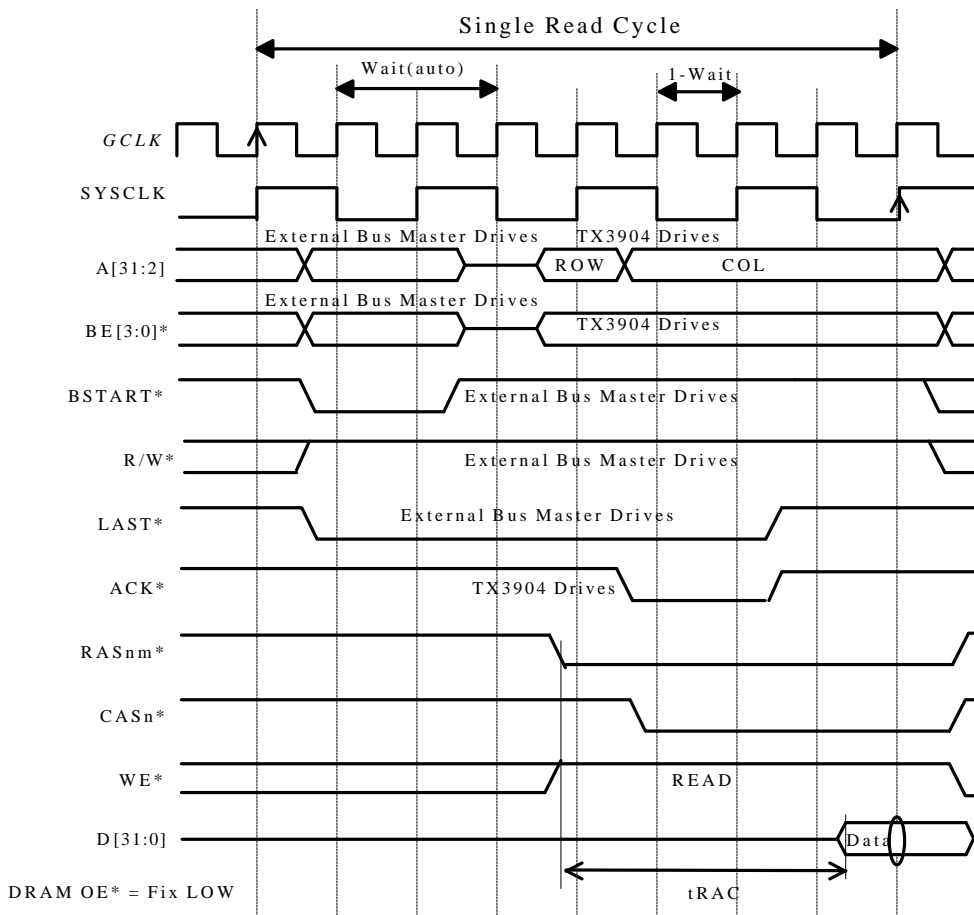 Single Read Cycle
Wait(auto)
1-Wait
GCLK
SYSCLK
External Bus Master Drives TX3904 Drives
A[31:2]
ROW
COL
External Bus Master Drives
BE[3:0]*
TX3904 Drives
BSTART*
External Bus Master Drives
R/W*
External Bus Master Drives
LAST*
External Bus Master Drives
ACK*
TX3904 Drives
RASnm*
CASn*
WE*
READ
D[31:0]
Data
DRAM OE* = Fix LOW
tRAC